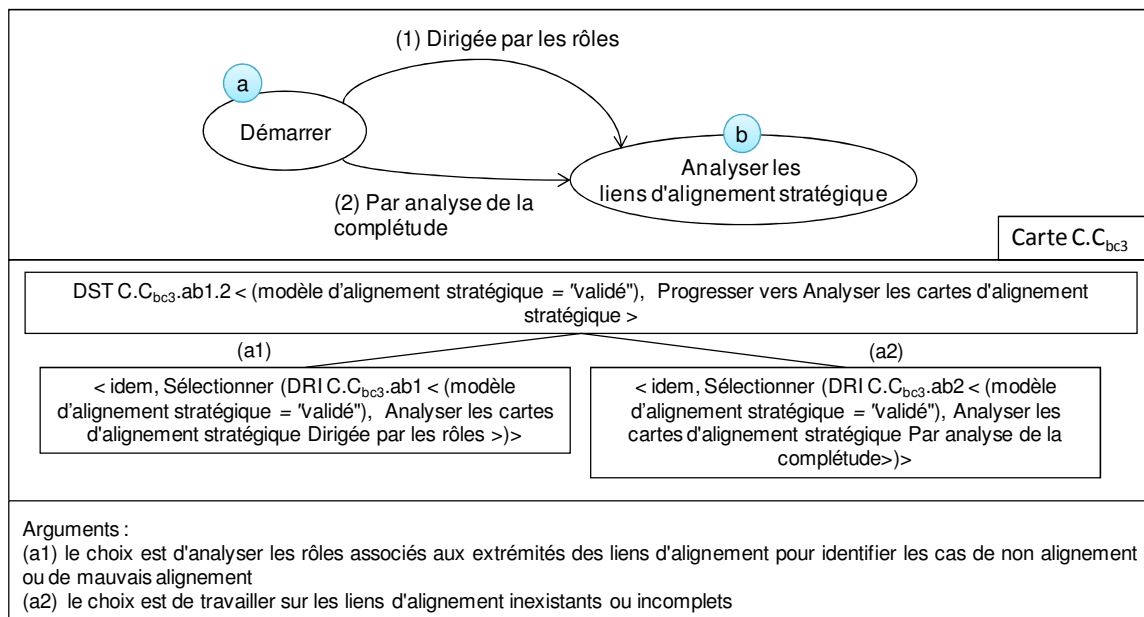 (1) Dirigée par les rôles
a
Démarrer
b
Analyser les
liens d'alignement stratégique
(2) Par analyse de la
complétude
Carte C.Cbc3
DST C.Cbc3.ab1.2 < (modèle d'alignement stratégique = "validé"), Progresser vers Analyser les cartes d'alignement
stratégique >
(a1)
(a2)
< idem, Sélectionner (DRI C.Cbc3.ab1 < (modèle
d'alignement stratégique = "validé"), Analyser les cartes
d'alignement stratégique Dirigée par les rôles >)>
< idem, Sélectionner (DRI C.Cbc3.ab2 < (modèle
d'alignement stratégique = "validé"), Analyser les
cartes d'alignement stratégique Par analyse de la
complétude>)>
Arguments :
(a1) le choix est d'analyser les rôles associés aux extrémités des liens d'alignement pour identifier les cas de non alignement
ou de mauvais alignement
(a2) le choix est de travailler sur les liens d'alignement inexistants ou incomplets